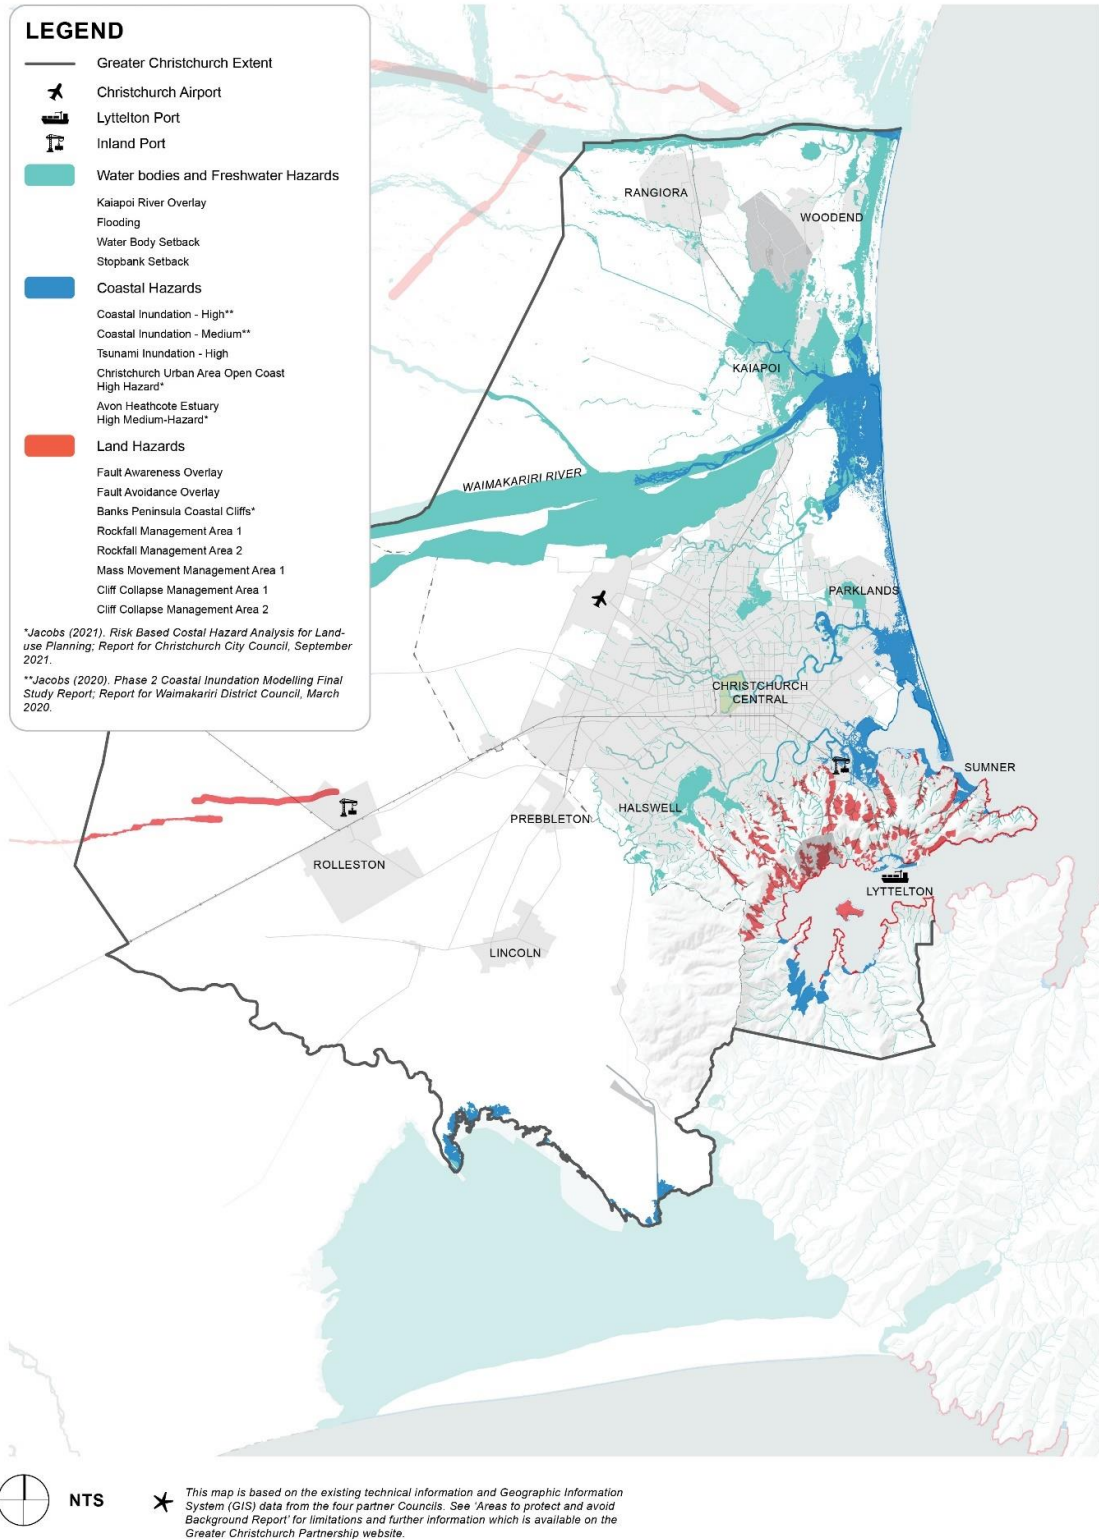 LEGEND
Greater Christchurch Extent
Christchurch Airport
Lyttelton Port
Inland Port
Water bodies and Freshwater Hazards
Kaiapoi River Overlay
Flooding
Water Body Setback
Stopbank Setback
Coastal Hazards
Coastal Inundation - High**
Coastal Inundation - Medium**
Tsunami Inundation - High
Christchurch Urban Area Open Coast
High Hazard*
Avon Heathcote Estuary
High Medium-Hazard*
Land Hazards
Fault Awareness Overlay
Fault Avoidance Overlay
Banks Peninsula Coastal Cliffs*
Rockfall Management Area 1
Rockfall Management Area 2
Mass Movement Management Area 1
Cliff Collapse Management Area 1
Cliff Collapse Management Area 2
*Jacobs (2021). Risk Based Costal Hazard Analysis for Land-
use Planning; Report for Christchurch City Council, September
2021.
**Jacobs (2020). Phase 2 Coastal Inundation Modelling Final
Study Report; Report for Waimakariri District Council, March
2020.
RANGIORA
WOODEND
KAIAPOI
WAIMAKARIRI RIVER
PARKLANDS
CHRISTCHURCH
CENTRAL
SUMNER
HALSWELL
PREBBLETON
ROLLESTON
LYTTELTON
LINCOLN
NTS
This map is based on the existing technical information and Geographic Information
System (GIS) data from the four partner Councils. See 'Areas to protect and avoid
Background Report' for limitations and further information which is available on the
Greater Christchurch Partnership website.